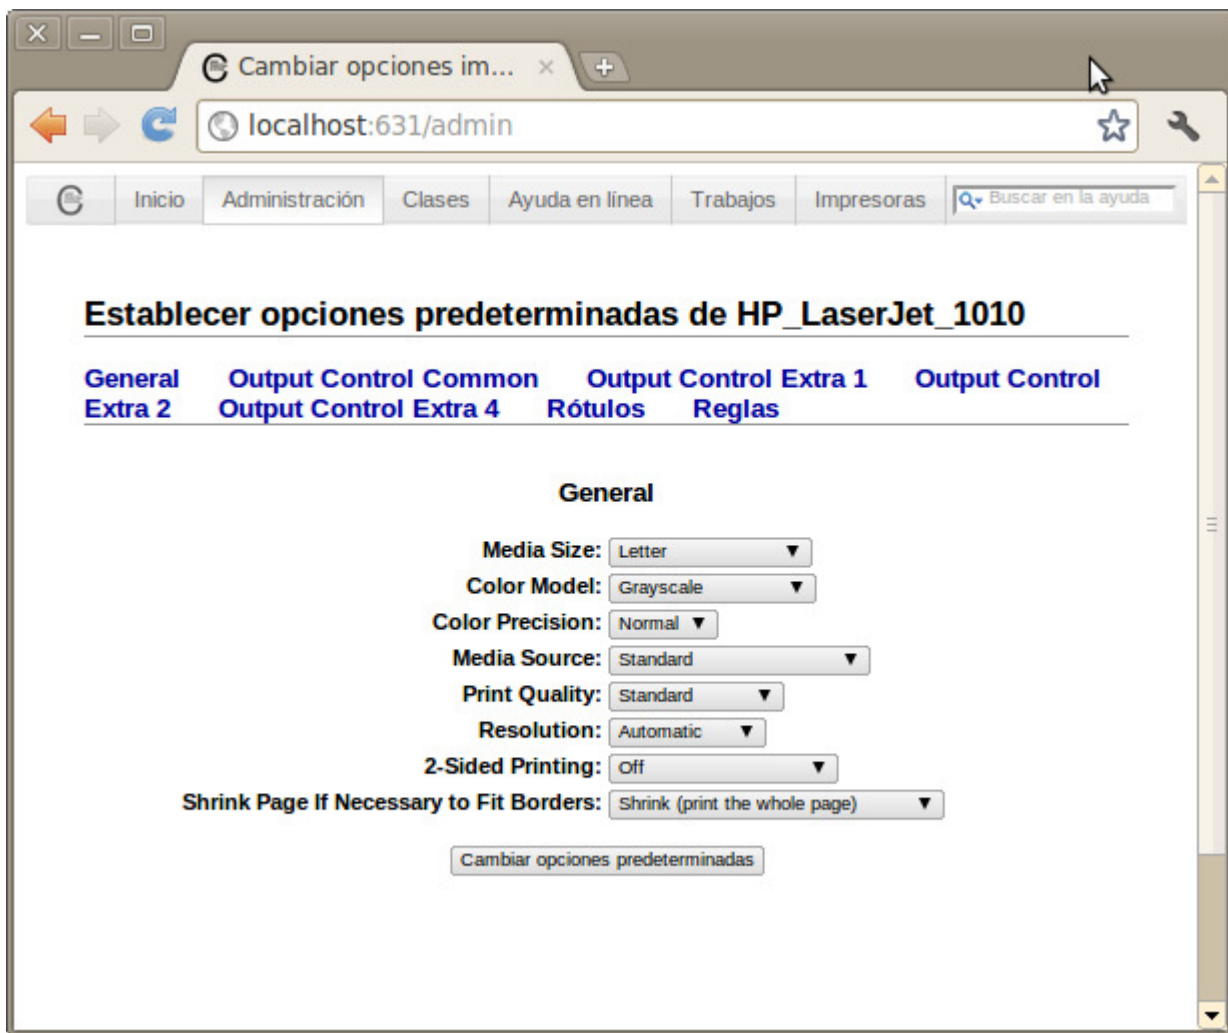 Cambiar opciones im...
localhost:631/admin
Inicio Administración Clases Ayuda en línea Trabajos Impresoras Buscar en la ayuda
Establecer opciones predeterminadas de HP_LaserJet_1010
General Output Control Common Output Control Extra 1 Output Control
Extra 2 Output Control Extra 4 Rótulos Reglas
General
Media Size: Letter
Color Model: Grayscale
Color Precision: Normal
Media Source: Standard
Print Quality: Standard
Resolution: Automatic
2-Sided Printing: Off
Shrink Page If Necessary to Fit Borders: Shrink (print the whole page)
Cambiar opciones predeterminadas